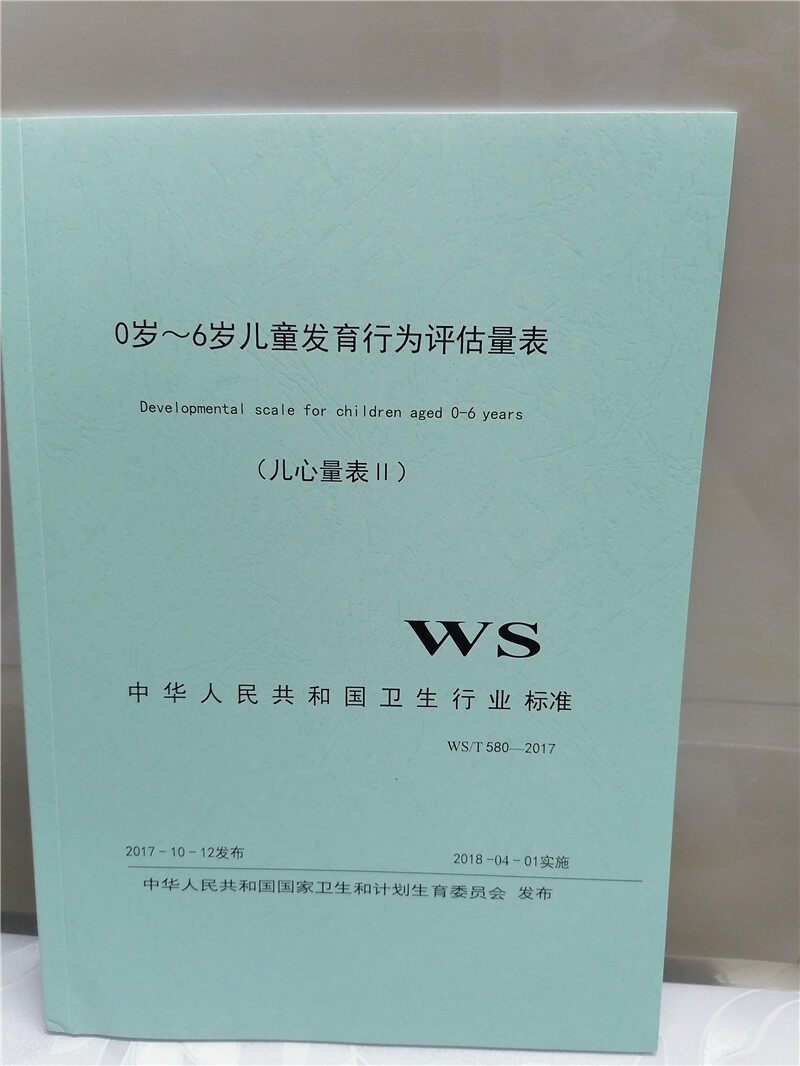 0岁～6岁儿童发育行为评估量表
Developmental scale for children aged 0-6 years
（儿心量表Ⅱ）
WS
中华人民共和国卫生行业标准
WS/T 580—2017
2017-10-12发布
2018-04-01实施
中华人民共和国国家卫生和计划生育委员会 发布